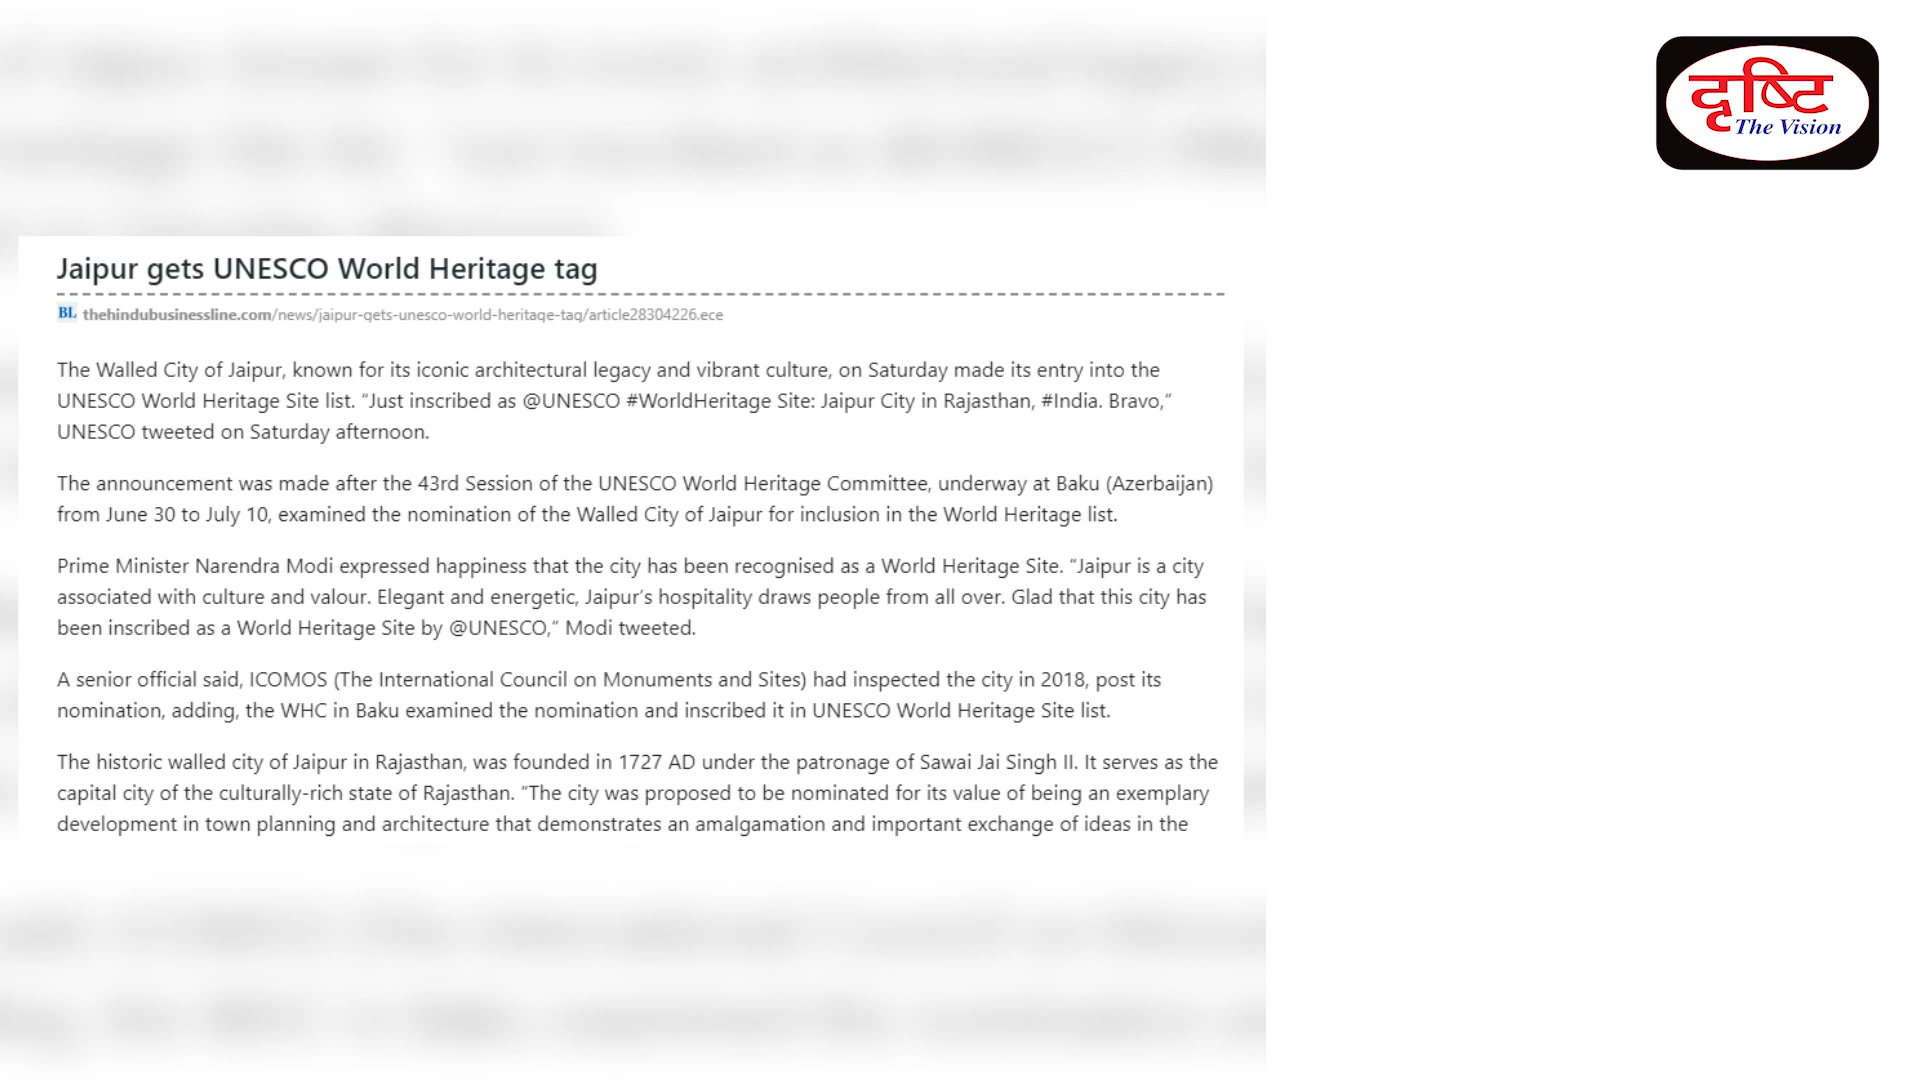 दृष्टि
The Vision
Jaipur gets UNESCO World Heritage tag
BL thehindubusinessline.com/news/jaipur-gets-unesco-world-heritage-tag/article28304226.ece
The Walled City of Jaipur, known for its iconic architectural legacy and vibrant culture, on Saturday made its entry into the
UNESCO World Heritage Site list. “Just inscribed as @UNESCO #WorldHeritage Site: Jaipur City in Rajasthan, #India. Bravo,”
UNESCO tweeted on Saturday afternoon.
The announcement was made after the 43rd Session of the UNESCO World Heritage Committee, underway at Baku (Azerbaijan)
from June 30 to July 10, examined the nomination of the Walled City of Jaipur for inclusion in the World Heritage list.
Prime Minister Narendra Modi expressed happiness that the city has been recognised as a World Heritage Site. “Jaipur is a city
associated with culture and valour. Elegant and energetic, Jaipur’s hospitality draws people from all over. Glad that this city has
been inscribed as a World Heritage Site by @UNESCO,” Modi tweeted.
A senior official said, ICOMOS (The International Council on Monuments and Sites) had inspected the city in 2018, post its
nomination, adding, the WHC in Baku examined the nomination and inscribed it in UNESCO World Heritage Site list.
The historic walled city of Jaipur in Rajasthan, was founded in 1727 AD under the patronage of Sawai Jai Singh II. It serves as the
capital city of the culturally-rich state of Rajasthan. “The city was proposed to be nominated for its value of being an exemplary
development in town planning and architecture that demonstrates an amalgamation and important exchange of ideas in the